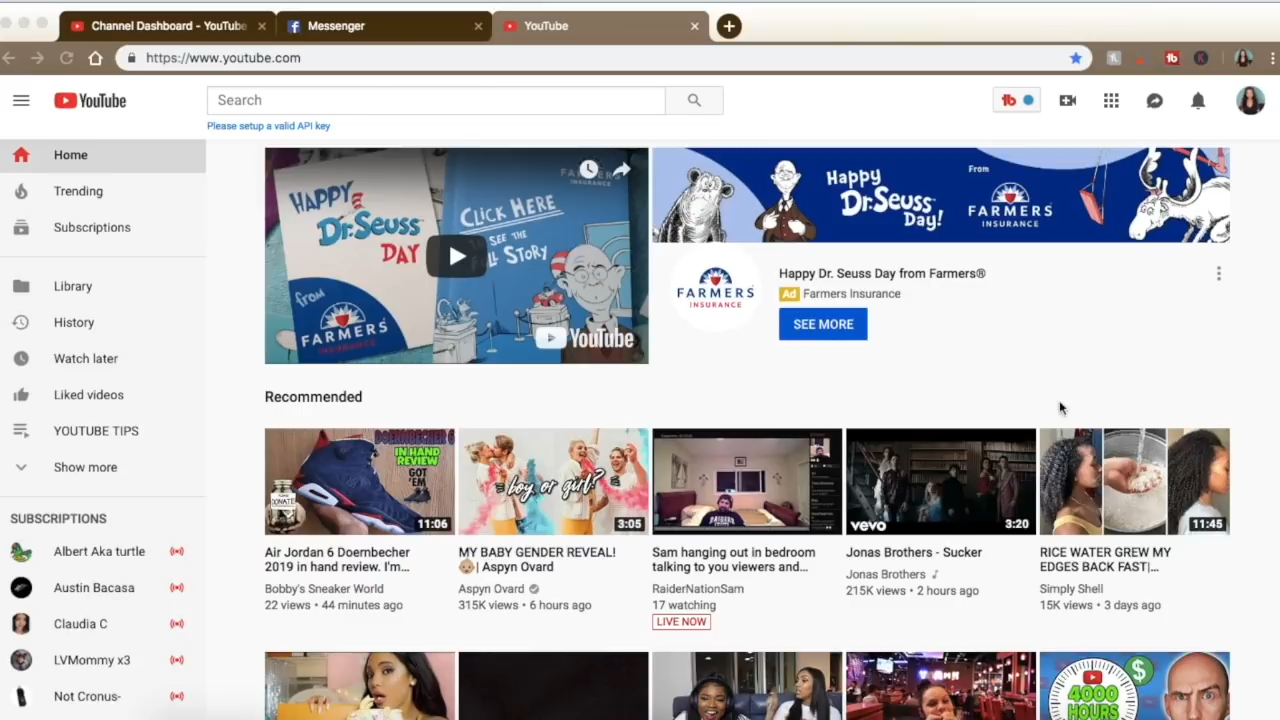 Channel Dashboard - YouTube
Messenger
YouTube
https://www.youtube.com
YouTube
Search
Please setup a valid API key
Home
Trending
Subscriptions
Library
History
Watch later
Liked videos
YOUTUBE TIPS
Show more
SUBSCRIPTIONS
Albert Aka turtle
Austin Bacasa
Claudia C
LVMommy x3
Not Cronus-
HAPPY
Dr.Seuss
DAY
from
FARMERS
INSURANCE
CLICK HERE
SEE THE
FULL STORY
YouTube
Happy
Dr.Seuss
Day!
From
FARMERS
INSURANCE
FARMERS
INSURANCE
Happy Dr. Seuss Day from Farmers®
Ad Farmers Insurance
SEE MORE
Recommended
DOERNBECHER 6
IN HAND
REVIEW
GOT
'EM
DONATE
11:06
Air Jordan 6 Doernbecher
2019 in hand review. I'm...
Bobby's Sneaker World
22 views • 44 minutes ago
boy or girl?
3:05
MY BABY GENDER REVEAL!
👶🏼| Aspyn Ovard
Aspyn Ovard
315K views • 6 hours ago
Sam hanging out in bedroom
talking to you viewers and...
RaiderNationSam
17 watching
LIVE NOW
vevo
3:20
Jonas Brothers - Sucker
Jonas Brothers ♪
215K views • 2 hours ago
11:45
RICE WATER GREW MY
EDGES BACK FAST|...
Simply Shell
15K views • 3 days ago
4000
HOURS